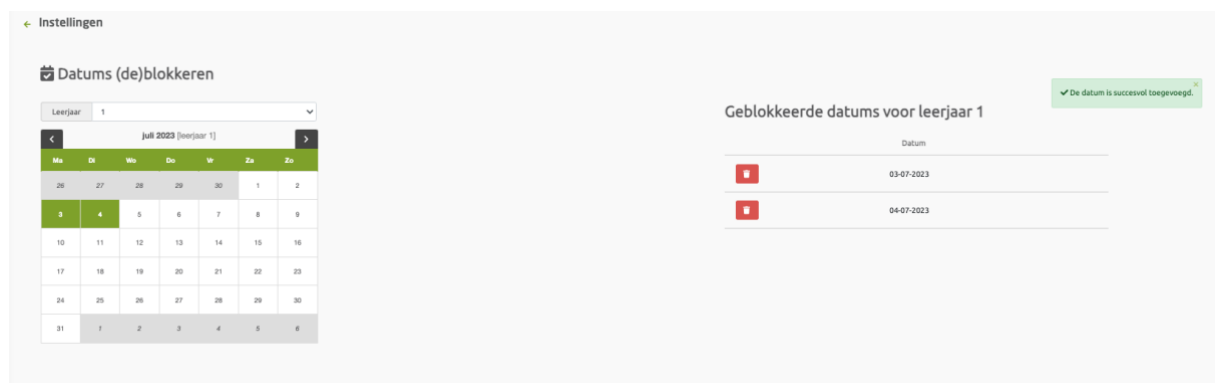 Instellingen
Datums (de)blokkeren
Leerjaar 1
juli 2023 [leerjaar 1]
Ma Di Wo Do Vr Za Zo
26 27 28 29 30 1 2
3 4 5 6 7 8 9
10 11 12 13 14 15 16
17 18 19 20 21 22 23
24 25 26 27 28 29 30
31 1 2 3 4 5 6
De datum is succesvol toegevoegd.
Geblokkeerde datums voor leerjaar 1
Datum
03-07-2023
04-07-2023